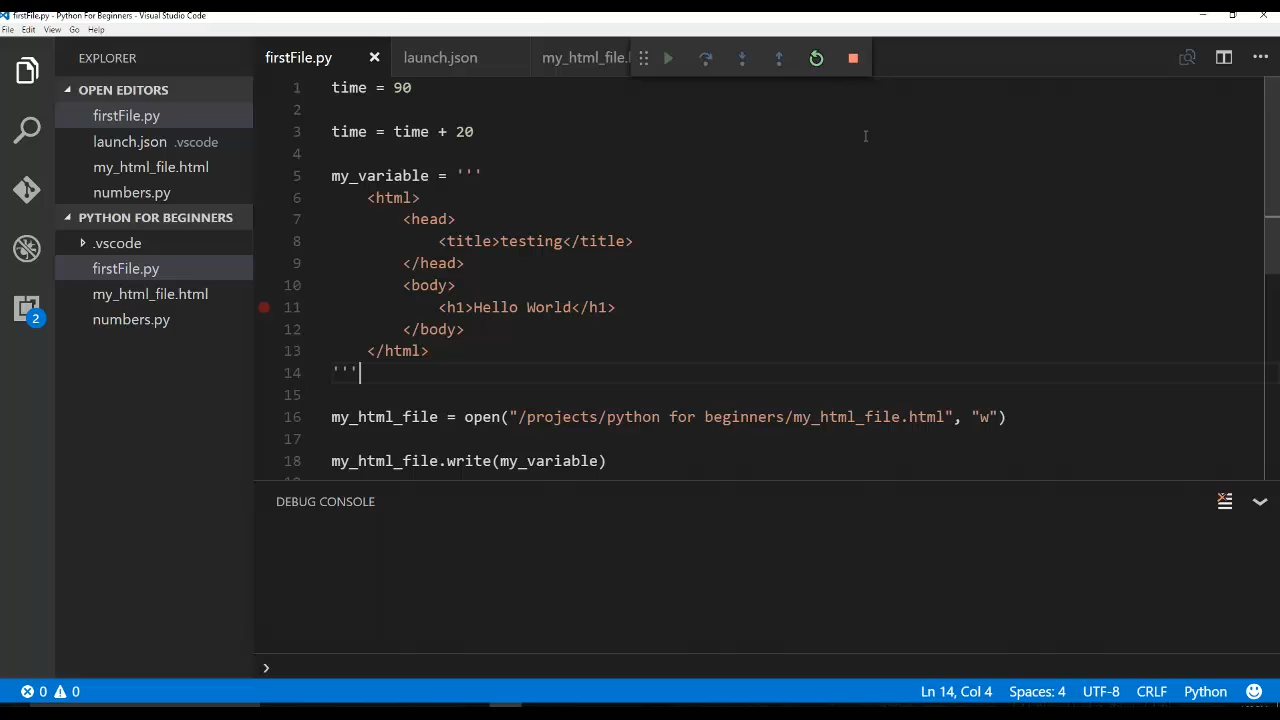 firstFile.py - Python For Beginners - Visual Studio Code
File Edit View Go Help
EXPLORER
OPEN EDITORS
firstFile.py
launch.json .vscode
my_html_file.html
numbers.py
PYTHON FOR BEGINNERS
.vscode
firstFile.py
my_html_file.html
numbers.py
2
firstFile.py launch.json my_html_file.
1 time = 90
2
3 time = time + 20
4
5 my_variable = '''
6 <html>
7 <head>
8 <title>testing</title>
9 </head>
10 <body>
11 <h1>Hello World</h1>
12 </body>
13 </html>
14 '''
15
16 my_html_file = open("/projects/python for beginners/my_html_file.html", "w")
17
18 my_html_file.write(my_variable)
DEBUG CONSOLE
0 0 Ln 14, Col 4 Spaces: 4 UTF-8 CRLF Python